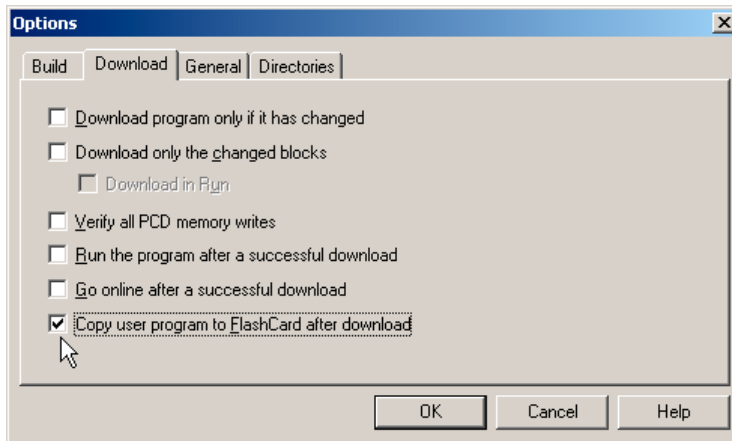 Options
Build Download General Directories
Download program only if it has changed
Download only the changed blocks
Download in Run
Verify all PCD memory writes
Run the program after a successful download
Go online after a successful download
Copy user program to FlashCard after download
OK Cancel Help